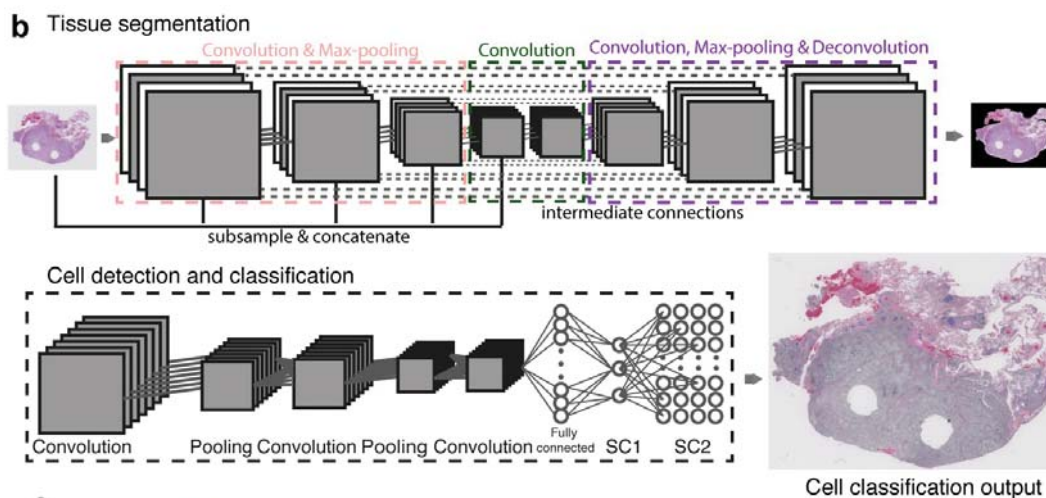 b Tissue segmentation
Convolution & Max-pooling Convolution Convolution, Max-pooling & Deconvolution
intermediate connections
subsample & concatenate
Cell detection and classification
Fully
connected
Convolution Pooling Convolution Pooling Convolution SC1 SC2
Cell classification output